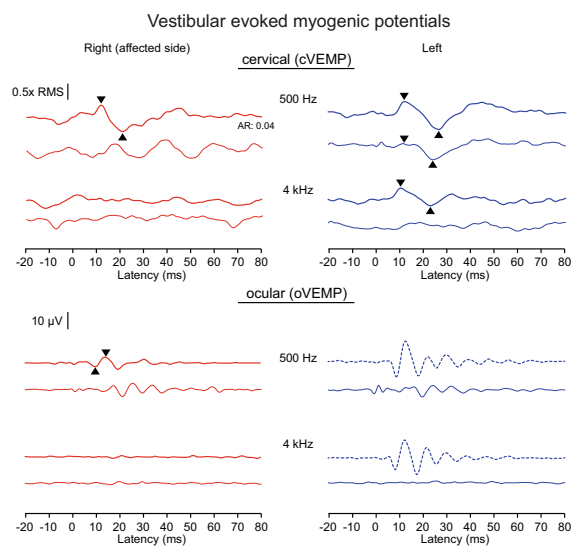 Vestibular evoked myogenic potentials
Right (affected side)
Left
cervical (cVEMP)
0.5x RMS
500 Hz
AR: 0.04
4 kHz
-20 -10 0 10 20 30 40 50 60 70 80
Latency (ms)
-20 -10 0 10 20 30 40 50 60 70 80
Latency (ms)
ocular (oVEMP)
10 µV
500 Hz
4 kHz
-20 -10 0 10 20 30 40 50 60 70 80
Latency (ms)
-20 -10 0 10 20 30 40 50 60 70 80
Latency (ms)